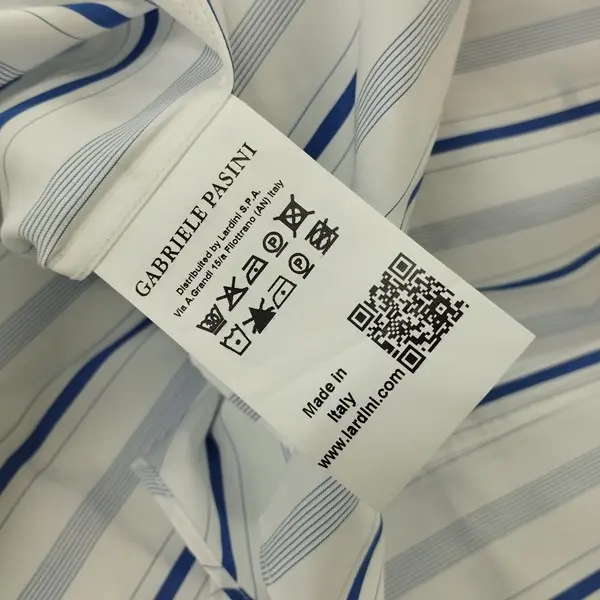 GABRIELE PASINI
Distributed by Lardini S.P.A.
Via A.Grandi 15/a Filottrano (AN) Italy
Made in
Italy
www.lardini.com